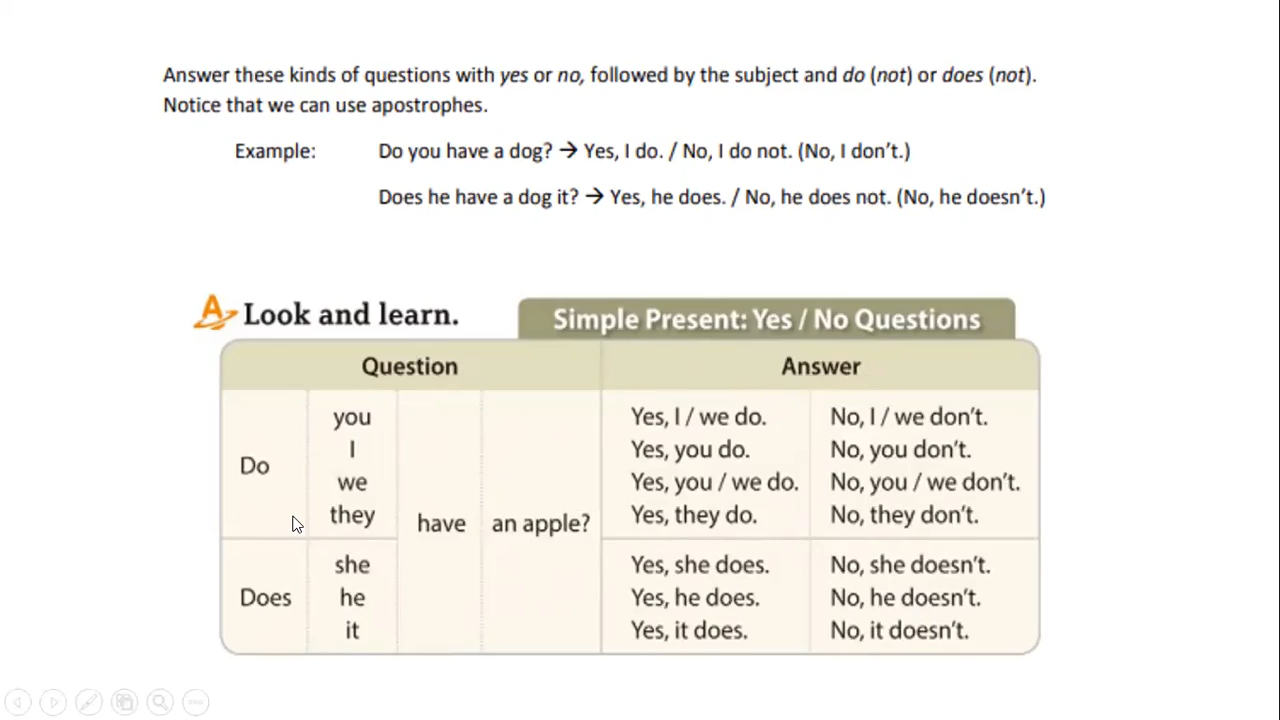 Answer these kinds of questions with yes or no, followed by the subject and do (not) or does (not).
Notice that we can use apostrophes.
Example: Do you have a dog? → Yes, I do. / No, I do not. (No, I don't.)
Does he have a dog it? → Yes, he does. / No, he does not. (No, he doesn't.)
A Look and learn.
Simple Present: Yes / No Questions
Question Answer
you Yes, I / we do. No, I / we don't.
I Yes, you do. No, you don't.
Do
we Yes, you / we do. No, you / we don't.
they Yes, they do. No, they don't.
have an apple?
she Yes, she does. No, she doesn't.
Does he Yes, he does. No, he doesn't.
it Yes, it does. No, it doesn't.